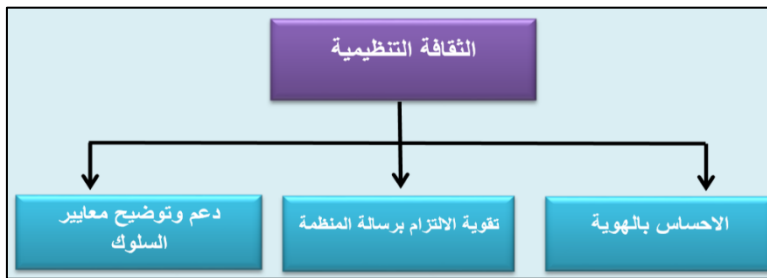 الثقافة التنظيمية
الاحساس بالهوية
تقوية الالتزام برسالة المنظمة
دعم وتوضيح معايير
السلوك